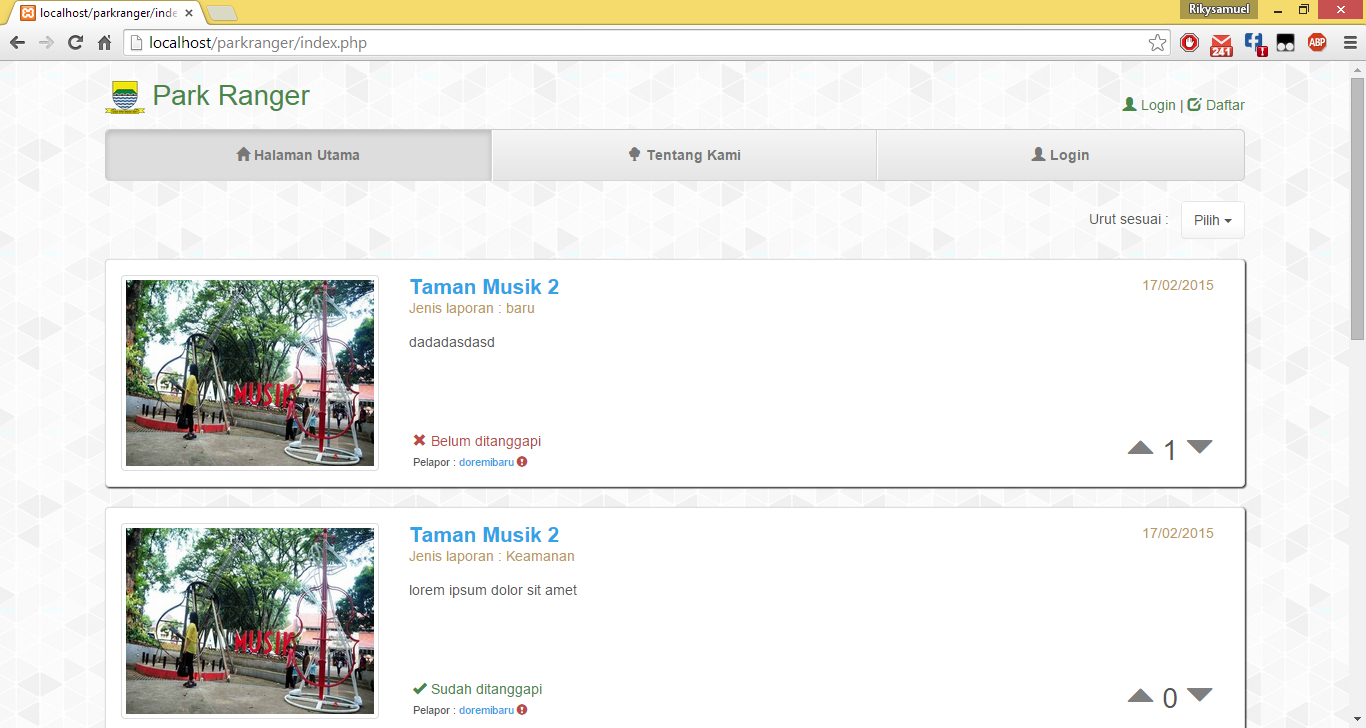 localhost/parkranger/inde
Rikysamuel
localhost/parkranger/index.php
241
ABP
Park Ranger
Login | Daftar
Halaman Utama
Tentang Kami
Login
Urut sesuai :
Pilih
Taman Musik 2
17/02/2015
Jenis laporan : baru
dadadasdasd
MUSIK
Belum ditanggapi
1
Pelapor : doremibaru
Taman Musik 2
17/02/2015
Jenis laporan : Keamanan
lorem ipsum dolor sit amet
MUSIK
Sudah ditanggapi
0
Pelapor : doremibaru